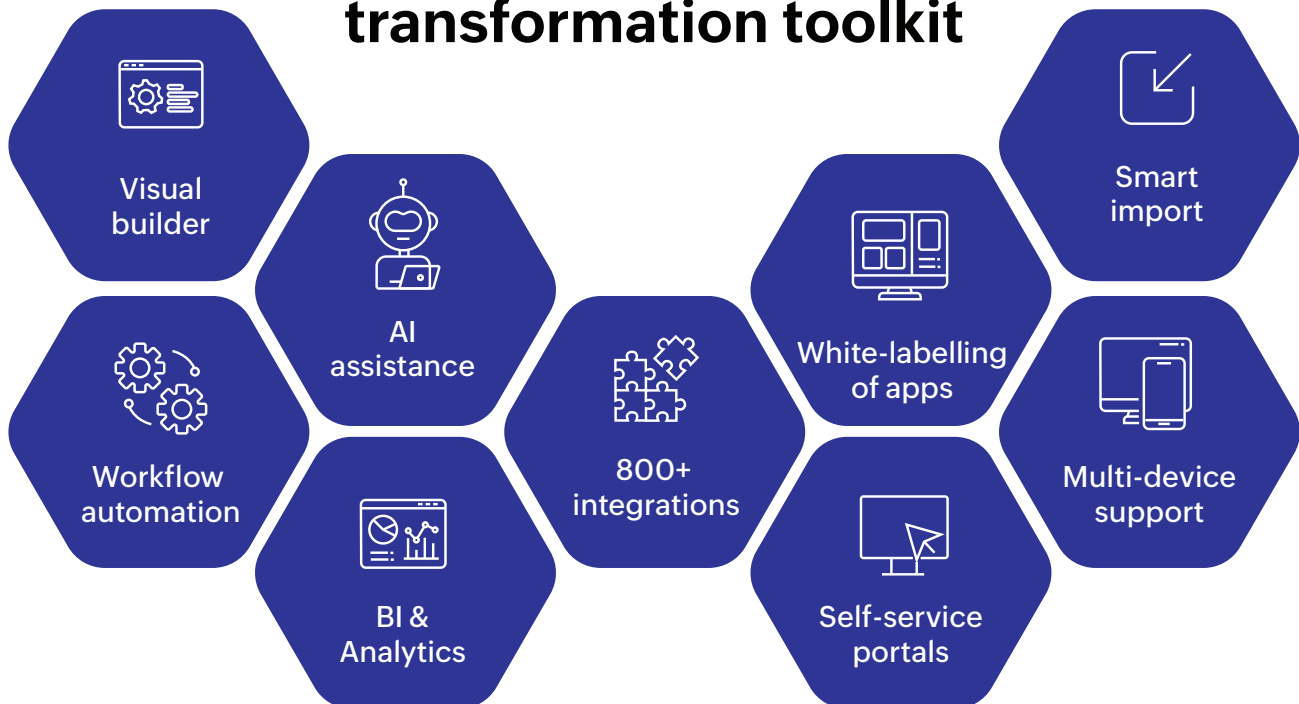 transformation toolkit
Visual
builder
Smart
import
AI
assistance
White-labelling
of apps
Workflow
automation
800+
integrations
Multi-device
support
BI &
Analytics
Self-service
portals